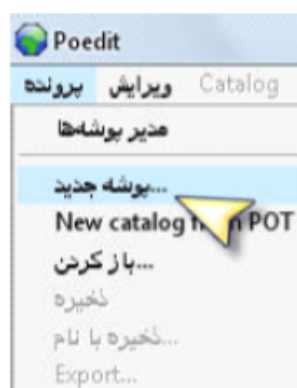 Poedit
پرونده ویرایش Catalog
مدیر پوشه‌ها
پوشه جدید...
New catalog from POT
باز کردن...
ذخیره
ذخیره با نام...
Export...